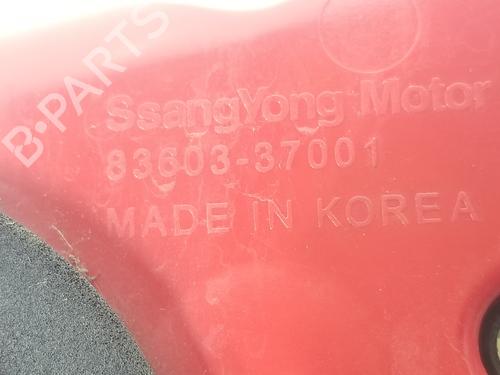 B-PARTS
SsangYong Motor
83603-37001
MADE IN KOREA